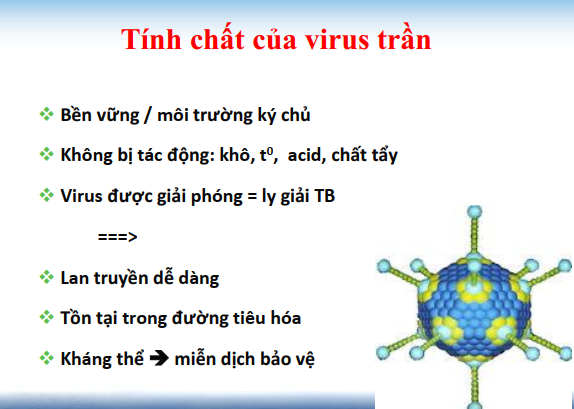 Tính chất của virus trần
❖ Bền vững / môi trường ký chủ
❖ Không bị tác động: khô, t⁰, acid, chất tẩy
❖ Virus được giải phóng = ly giải TB
===>
❖ Lan truyền dễ dàng
❖ Tồn tại trong đường tiêu hóa
❖ Kháng thể ➔ miễn dịch bảo vệ